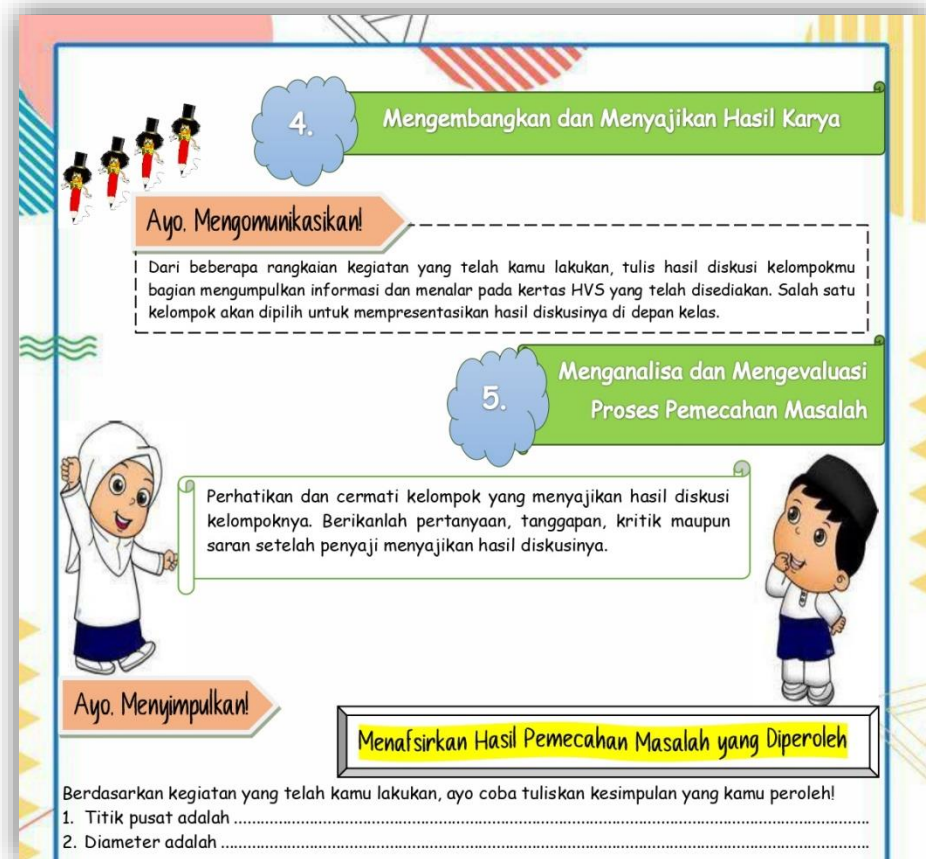 4.
Mengembangkan dan Menyajikan Hasil Karya
Ayo, Mengomunikasikan!
Dari beberapa rangkaian kegiatan yang telah kamu lakukan, tulis hasil diskusi kelompokmu
bagian mengumpulkan informasi dan menalar pada kertas HVS yang telah disediakan. Salah satu
kelompok akan dipilih untuk mempresentasikan hasil diskusinya di depan kelas.
5.
Menganalisa dan Mengevaluasi
Proses Pemecahan Masalah
Perhatikan dan cermati kelompok yang menyajikan hasil diskusi
kelompoknya. Berikanlah pertanyaan, tanggapan, kritik maupun
saran setelah penyaji menyajikan hasil diskusinya.
Ayo, Menyimpulkan!
Menafsirkan Hasil Pemecahan Masalah yang Diperoleh
Berdasarkan kegiatan yang telah kamu lakukan, ayo coba tuliskan kesimpulan yang kamu peroleh!
1. Titik pusat adalah ..............................................................
2. Diameter adalah ..............................................................